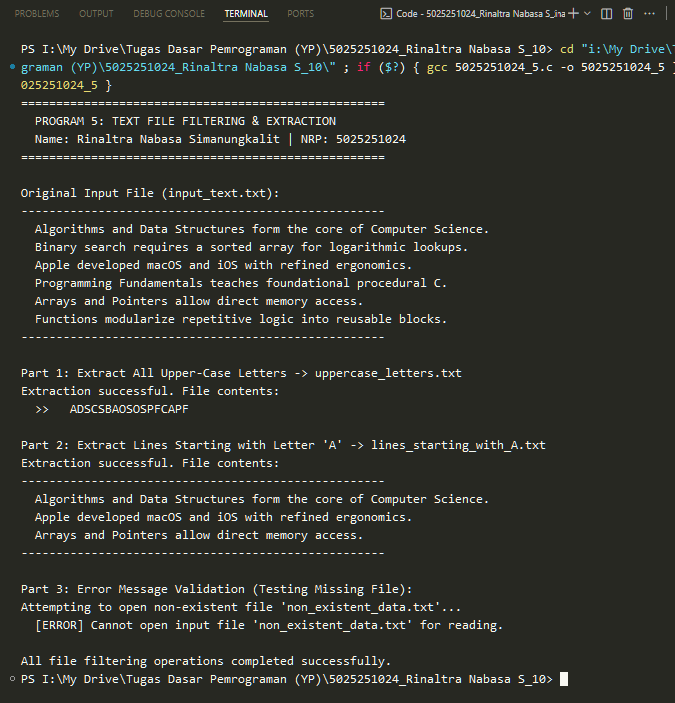 PROBLEMS OUTPUT DEBUG CONSOLE TERMINAL PORTS Code - 5025251024_Rinaltra Nabasa S_
PS I:\My Drive\Tugas Dasar Pemrograman (YP)\5025251024_Rinaltra Nabasa S_10> cd "i:\My Drive\
graman (YP)\5025251024_Rinaltra Nabasa S_10\" ; if ($?) { gcc 5025251024_5.c -o 5025251024_5 }
025251024_5 }
====================================================
PROGRAM 5: TEXT FILE FILTERING & EXTRACTION
Name: Rinaltra Nabasa Simanungkalit | NRP: 5025251024
====================================================
Original Input File (input_text.txt):
----------------------------------------------------
Algorithms and Data Structures form the core of Computer Science.
Binary search requires a sorted array for logarithmic lookups.
Apple developed macOS and iOS with refined ergonomics.
Programming Fundamentals teaches foundational procedural C.
Arrays and Pointers allow direct memory access.
Functions modularize repetitive logic into reusable blocks.
----------------------------------------------------
Part 1: Extract All Upper-Case Letters -> uppercase_letters.txt
Extraction successful. File contents:
>> ADSCSBAOSOSPFCAPF
Part 2: Extract Lines Starting with Letter 'A' -> lines_starting_with_A.txt
Extraction successful. File contents:
----------------------------------------------------
Algorithms and Data Structures form the core of Computer Science.
Apple developed macOS and iOS with refined ergonomics.
Arrays and Pointers allow direct memory access.
----------------------------------------------------
Part 3: Error Message Validation (Testing Missing File):
Attempting to open non-existent file 'non_existent_data.txt'...
[ERROR] Cannot open input file 'non_existent_data.txt' for reading.
All file filtering operations completed successfully.
PS I:\My Drive\Tugas Dasar Pemrograman (YP)\5025251024_Rinaltra Nabasa S_10>